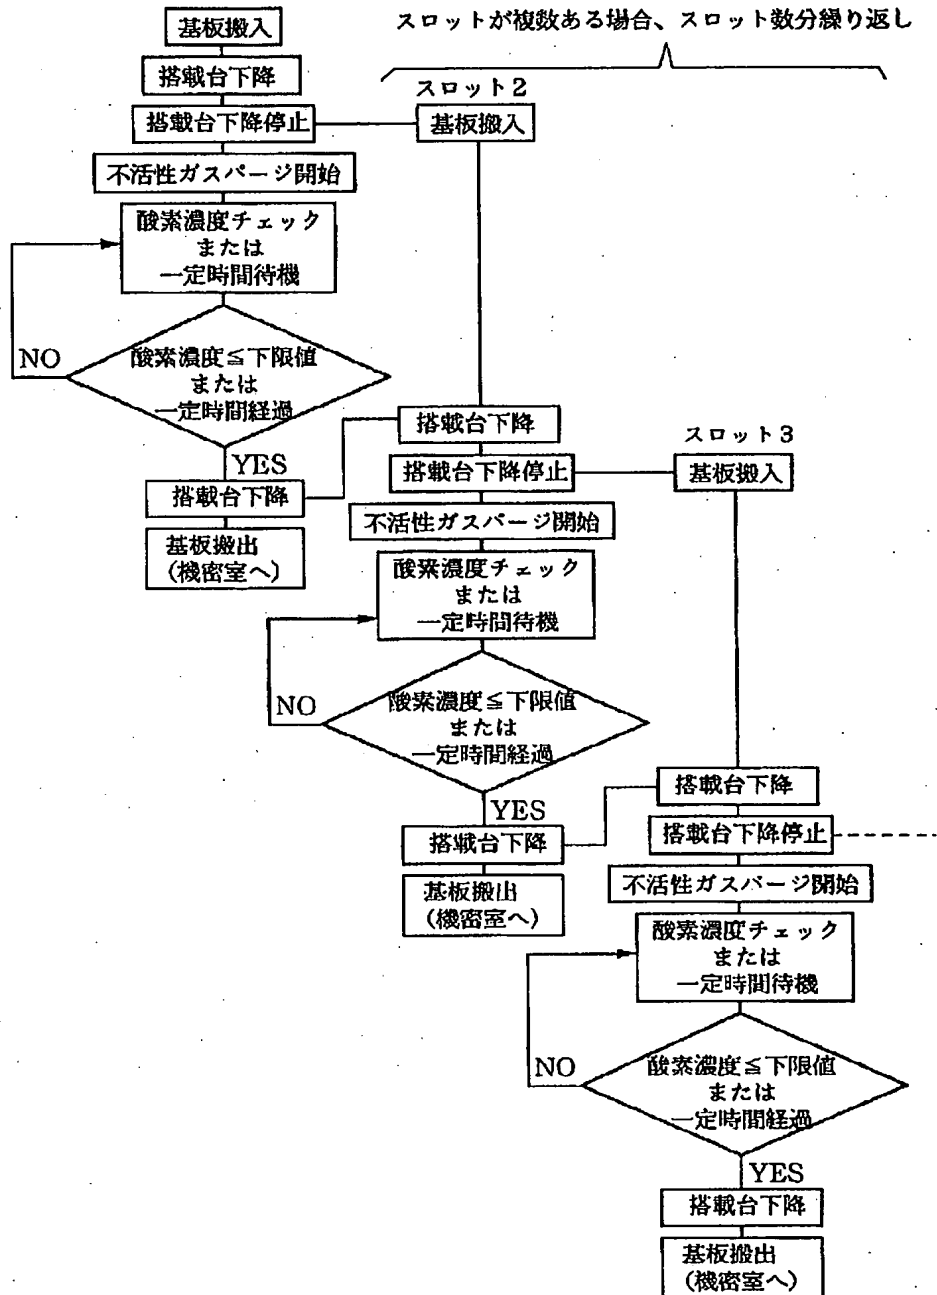 スロットが複数ある場合、スロット数分繰り返し
基板搬入
搭載台下降
搭載台下降停止
不活性ガスパージ開始
酸素濃度チェック
または
一定時間待機
NO
酸素濃度≦下限値
または
一定時間経過
YES
搭載台下降
基板搬出
(機密室へ)
スロット2
基板搬入
搭載台下降
搭載台下降停止
不活性ガスパージ開始
酸素濃度チェック
または
一定時間待機
NO
酸素濃度≦下限値
または
一定時間経過
YES
搭載台下降
基板搬出
(機密室へ)
スロット3
基板搬入
搭載台下降
搭載台下降停止
不活性ガスパージ開始
酸素濃度チェック
または
一定時間待機
NO
酸素濃度≦下限値
または
一定時間経過
YES
搭載台下降
基板搬出
(機密室へ)